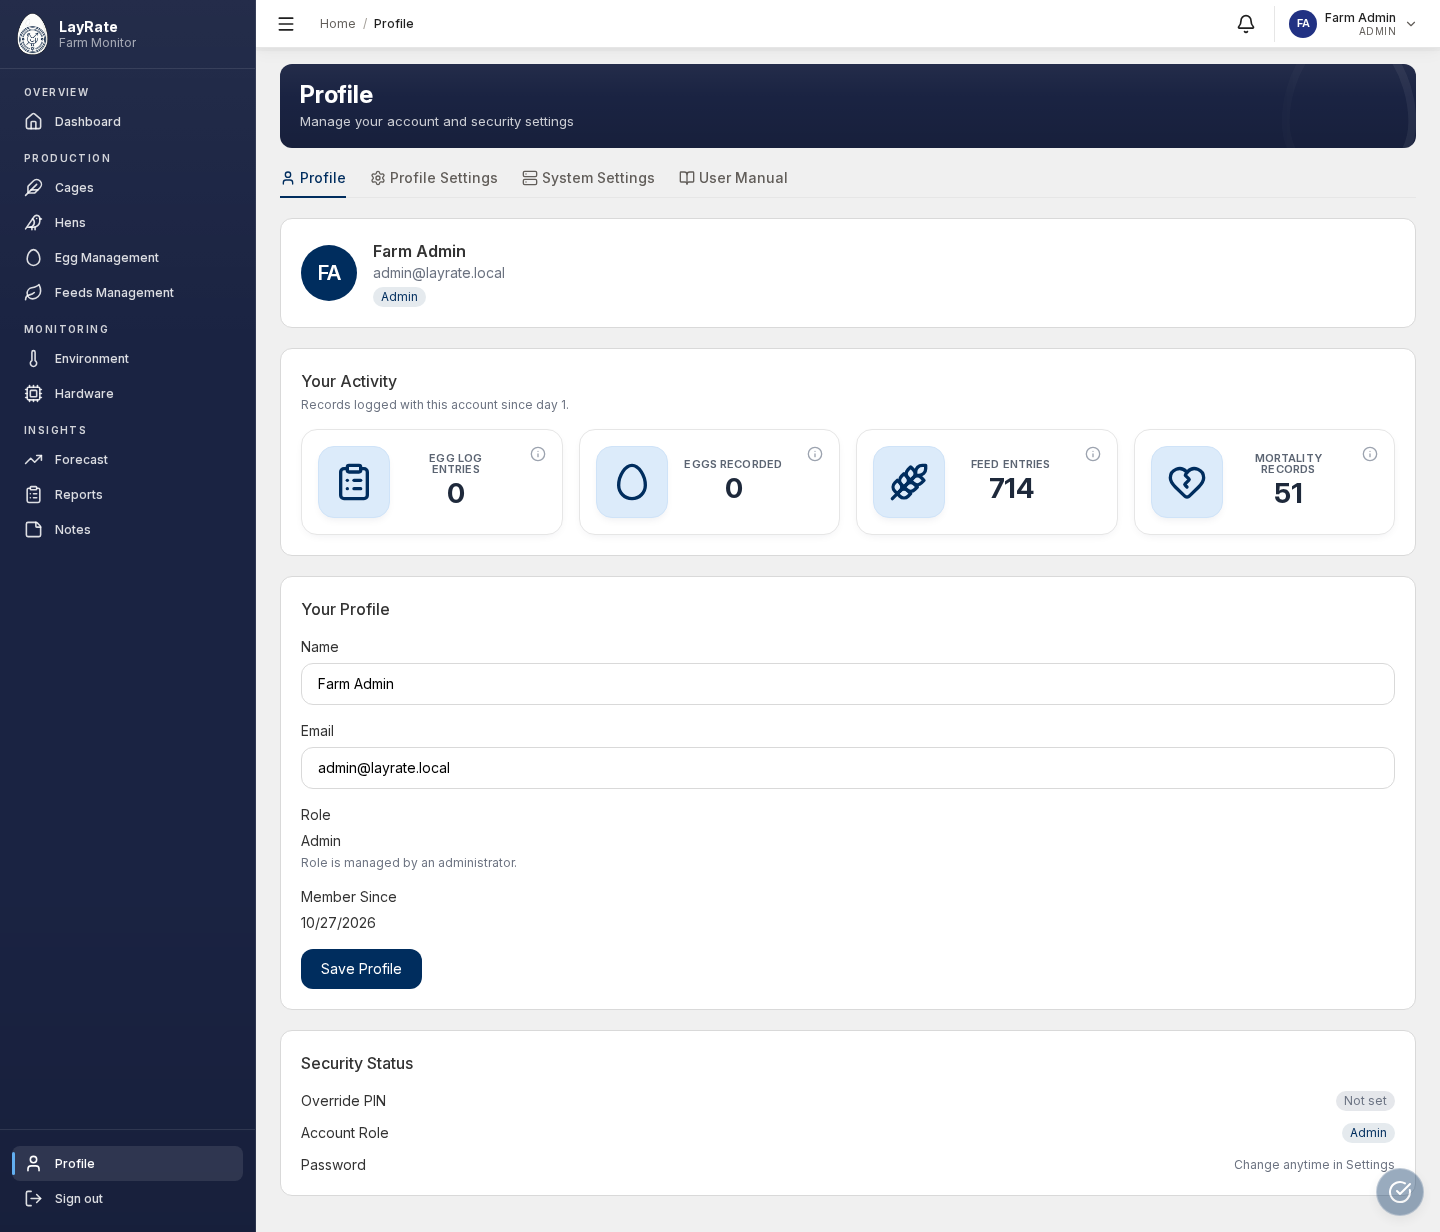 LayRate
Farm Monitor
OVERVIEW
Dashboard
PRODUCTION
Cages
Hens
Egg Management
Feeds Management
MONITORING
Environment
Hardware
INSIGHTS
Forecast
Reports
Notes
Profile
Sign out
Home / Profile
FA
Farm Admin
ADMIN
Profile
Manage your account and security settings
Profile
Profile Settings
System Settings
User Manual
FA
Farm Admin
admin@layrate.local
Admin
Your Activity
Records logged with this account since day 1.
EGG LOG
ENTRIES
0
EGGS RECORDED
0
FEED ENTRIES
714
MORTALITY
RECORDS
51
Your Profile
Name
Farm Admin
Email
admin@layrate.local
Role
Admin
Role is managed by an administrator.
Member Since
10/27/2026
Save Profile
Security Status
Override PIN
Not set
Account Role
Admin
Password
Change anytime in Settings